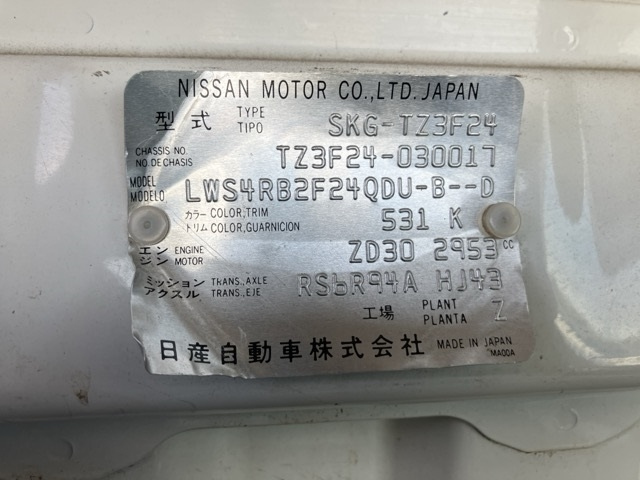 NISSAN MOTOR CO.,LTD. JAPAN
型式 TYPE TIPO SKG-TZ3F24
CHASSIS NO. NO.DE CHASIS TZ3F24-030017
MODEL MODELO LWS4RB2F24QDU-B--D
カラー COLOR,TRIM トリム COLOR,GUARNICION 531 K
エンジン ENGINE MOTOR ZD30 2953 CC
ミッション アクスル TRANS.,AXLE TRANS.,EJE RS6R94A HJ43
工場 PLANT PLANTA Z
日産自動車株式会社 MADE IN JAPAN
MA00A